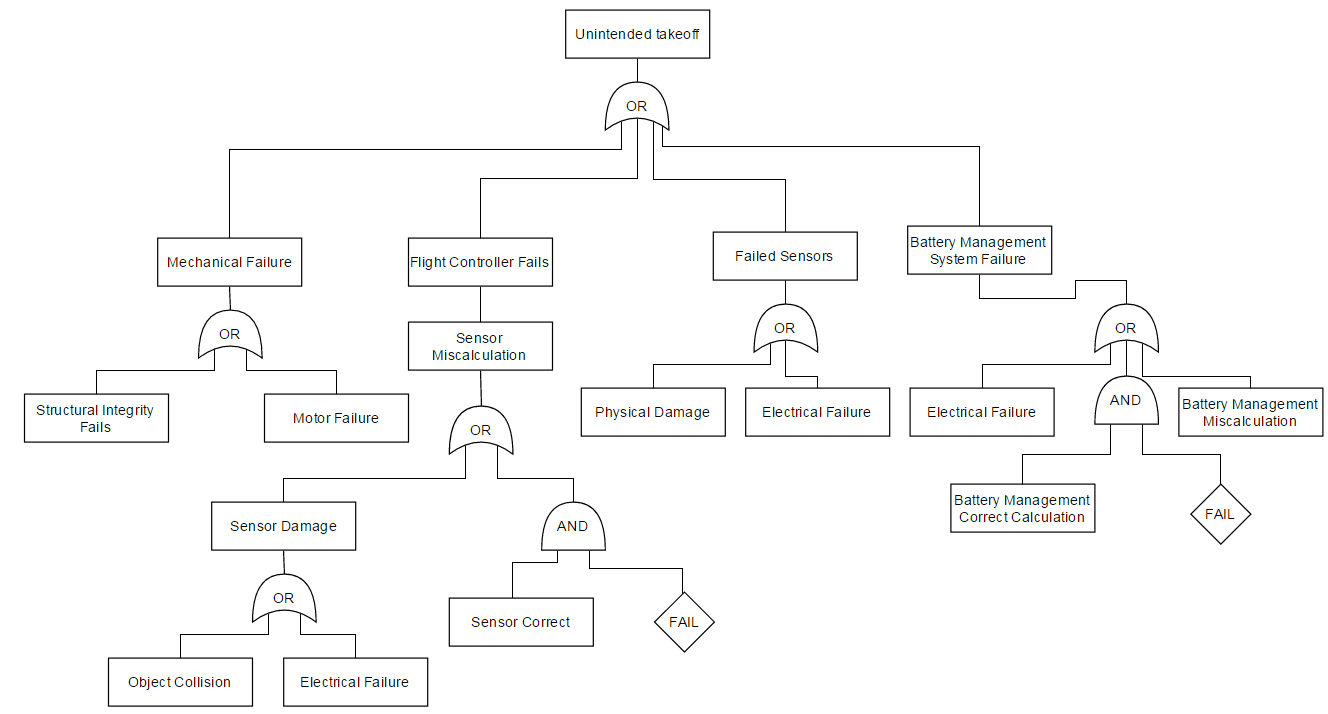 Unintended takeoff
OR
Mechanical Failure
Flight Controller Fails
Failed Sensors
Battery Management
System Failure
OR
Sensor
Miscalculation
OR
OR
Structural Integrity
Fails
Motor Failure
OR
Physical Damage
Electrical Failure
Electrical Failure
AND
Battery Management
Miscalculation
Sensor Damage
AND
Battery Management
Correct Calculation
FAIL
OR
Sensor Correct
FAIL
Object Collision
Electrical Failure